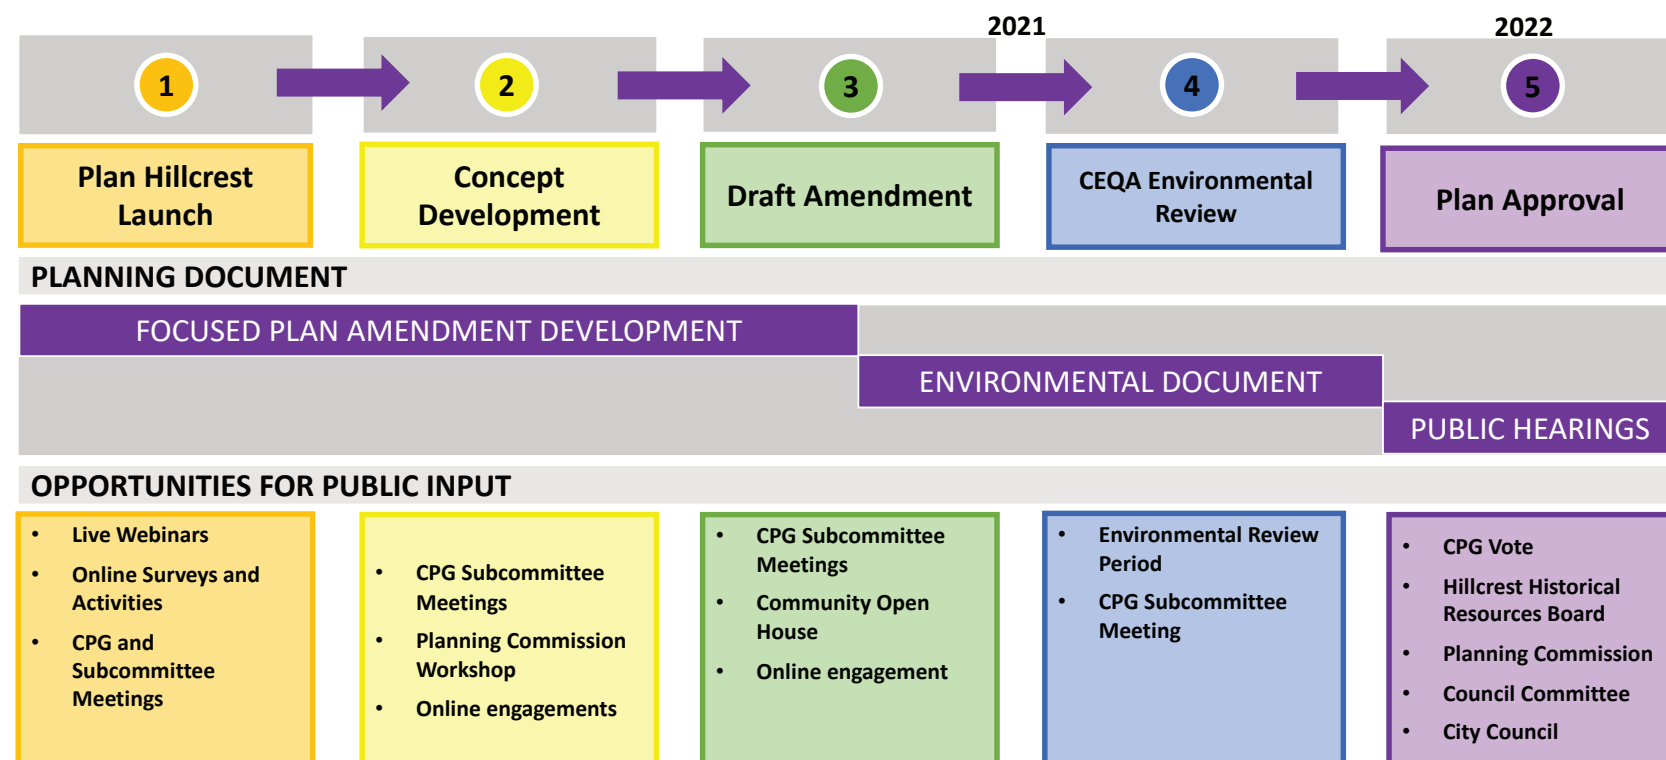 2021
2022
1
2
3
4
5
Plan Hillcrest
Launch
Concept
Development
Draft Amendment
CEQA Environmental
Review
Plan Approval
PLANNING DOCUMENT
FOCUSED PLAN AMENDMENT DEVELOPMENT
ENVIRONMENTAL DOCUMENT
PUBLIC HEARINGS
OPPORTUNITIES FOR PUBLIC INPUT
• Live Webinars
• Online Surveys and
Activities
• CPG and
Subcommittee
Meetings
• CPG Subcommittee
Meetings
• Planning Commission
Workshop
• Online engagements
• CPG Subcommittee
Meetings
• Community Open
House
• Online engagement
• Environmental Review
Period
• CPG Subcommittee
Meeting
• CPG Vote
• Hillcrest Historical
Resources Board
• Planning Commission
• Council Committee
• City Council